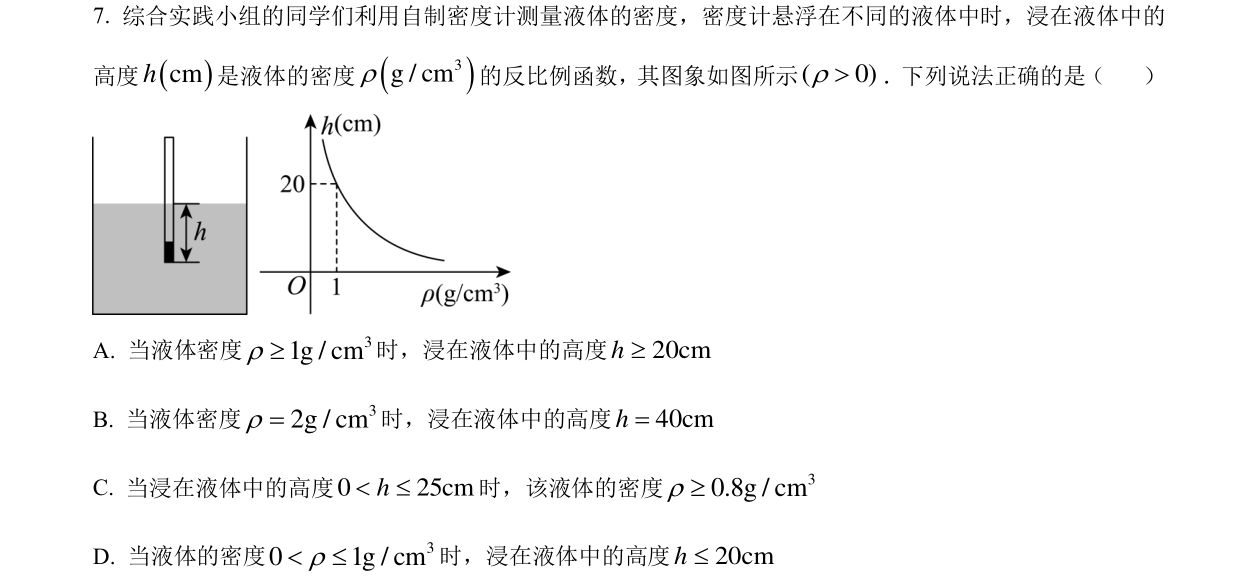 7. 综合实践小组的同学们利用自制密度计测量液体的密度，密度计悬浮在不同的液体中时，浸在液体中的
高度h(cm)是液体的密度ρ(g/cm³)的反比例函数，其图象如图所示(ρ>0)．下列说法正确的是（　　）
h(cm)
20
h
O
1
ρ(g/cm³)
A. 当液体密度ρ≥1g/cm³时，浸在液体中的高度h≥20cm
B. 当液体密度ρ=2g/cm³时，浸在液体中的高度h=40cm
C. 当浸在液体中的高度0<h≤25cm时，该液体的密度ρ≥0.8g/cm³
D. 当液体的密度0<ρ≤1g/cm³时，浸在液体中的高度h≤20cm